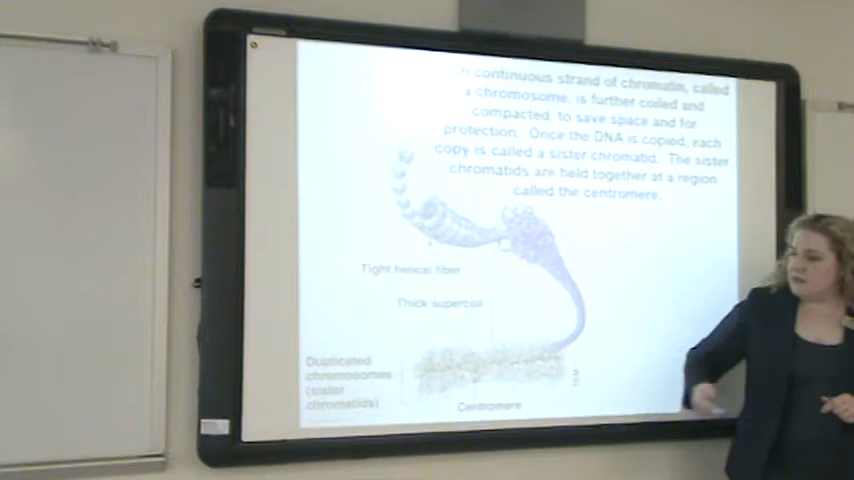 continuous strand of chromatin, called
a chromosome, is further coiled and
compacted, to save space and for
protection. Once the DNA is copied, each
copy is called a sister chromatid. The sister
chromatids are held together at a region
called the centromere.
Tight helical fiber
Thick supercoil
Duplicated
chromosomes
(sister
chromatids)
Centromere